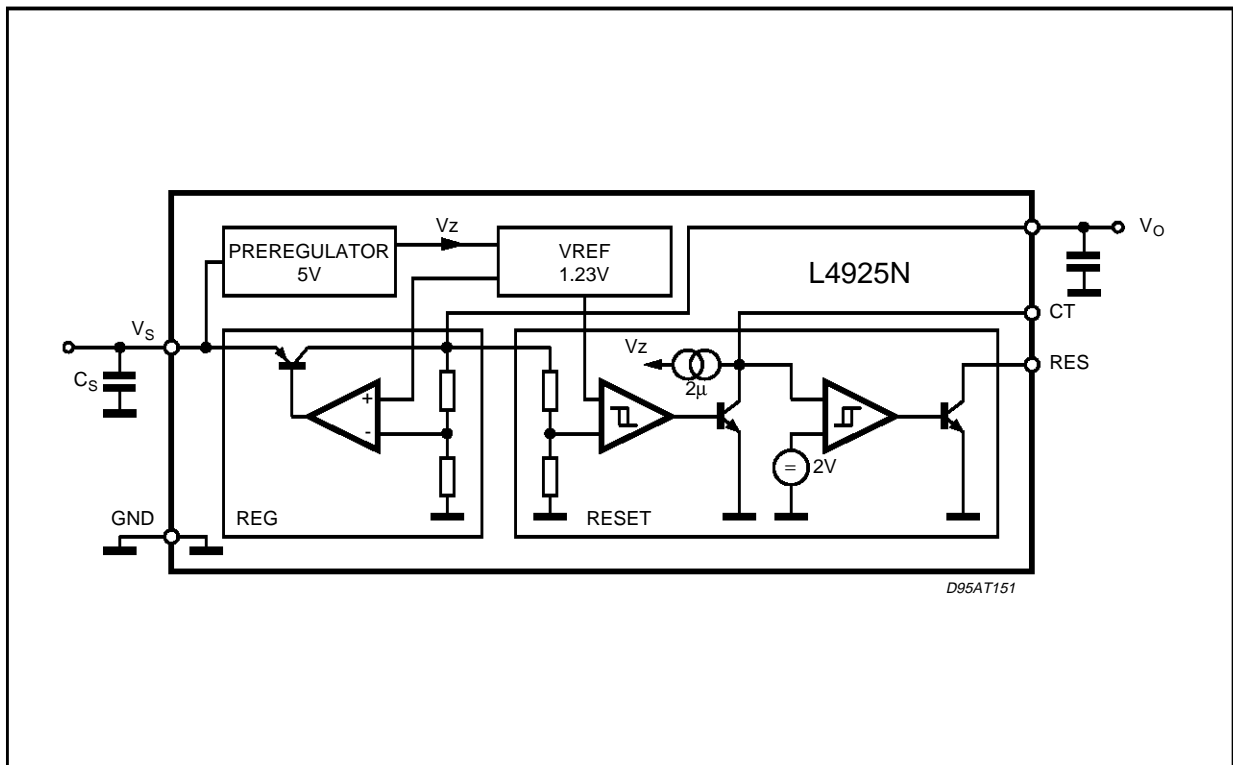 PREREGULATOR
5V
Vz
VREF
1.23V
L4925N
VO
CT
VS
CS
Vz
2µ
RES
+
-
=
2V
GND
REG
RESET
D95AT151